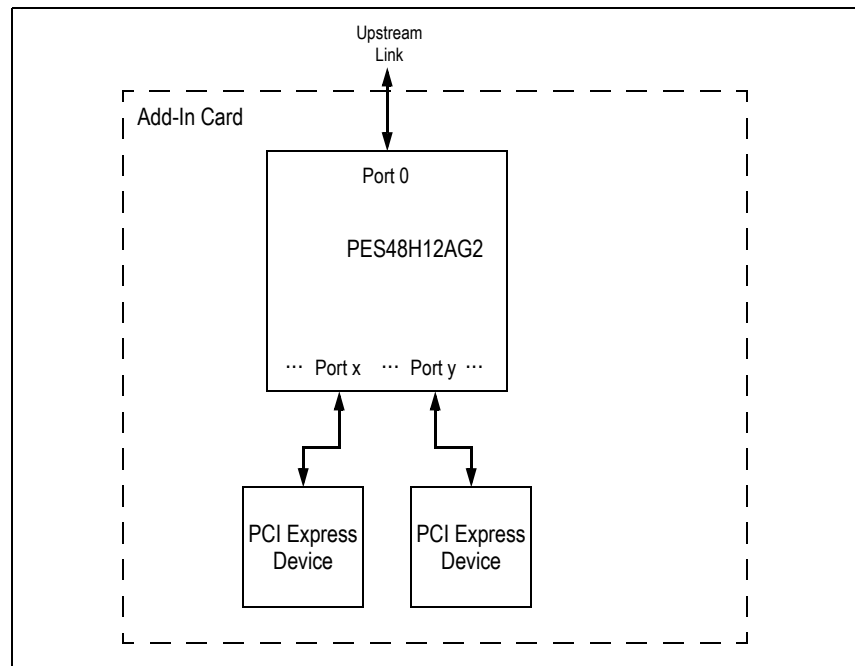 Upstream
Link
Add-In Card
Port 0
PES48H12AG2
··· Port x ··· Port y ···
PCI Express
Device
PCI Express
Device